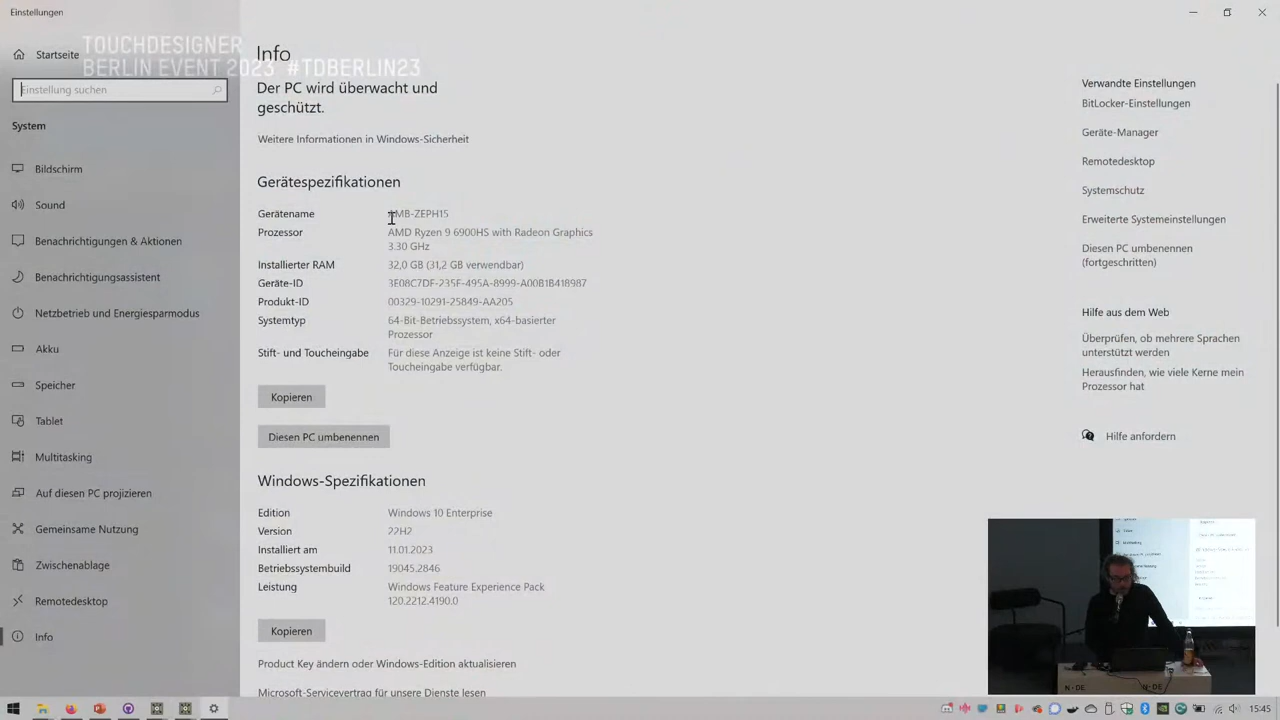 Einstellungen
TOUCHDESIGNER
BERLIN EVENT 2023 #TDBERLIN23
Startseite
Einstellung suchen
System
Bildschirm
Sound
Benachrichtigungen & Aktionen
Benachrichtigungsassistent
Netzbetrieb und Energiesparmodus
Akku
Speicher
Tablet
Multitasking
Auf diesen PC projizieren
Gemeinsame Nutzung
Zwischenablage
Remotedesktop
Info
Info
Der PC wird überwacht und
geschützt.
Weitere Informationen in Windows-Sicherheit
Gerätespezifikationen
Gerätename AMB-ZEPH15
Prozessor AMD Ryzen 9 6900HS with Radeon Graphics
3.30 GHz
Installierter RAM 32,0 GB (31,2 GB verwendbar)
Geräte-ID 3E08C7DF-235F-495A-8999-A00B1B418987
Produkt-ID 00329-10291-25849-AA205
Systemtyp 64-Bit-Betriebssystem, x64-basierter
Prozessor
Stift- und Toucheingabe Für diese Anzeige ist keine Stift- oder
Toucheingabe verfügbar.
Kopieren
Diesen PC umbenennen
Windows-Spezifikationen
Edition Windows 10 Enterprise
Version 22H2
Installiert am 11.01.2023
Betriebssystembuild 19045.2846
Leistung Windows Feature Experience Pack
120.2212.4190.0
Kopieren
Product Key ändern oder Windows-Edition aktualisieren
Microsoft-Servicevertrag für unsere Dienste lesen
Verwandte Einstellungen
BitLocker-Einstellungen
Geräte-Manager
Remotedesktop
Systemschutz
Erweiterte Systemeinstellungen
Diesen PC umbenennen
(fortgeschritten)
Hilfe aus dem Web
Überprüfen, ob mehrere Sprachen
unterstützt werden
Herausfinden, wie viele Kerne mein
Prozessor hat
Hilfe anfordern
N-DE N-DE
15:45